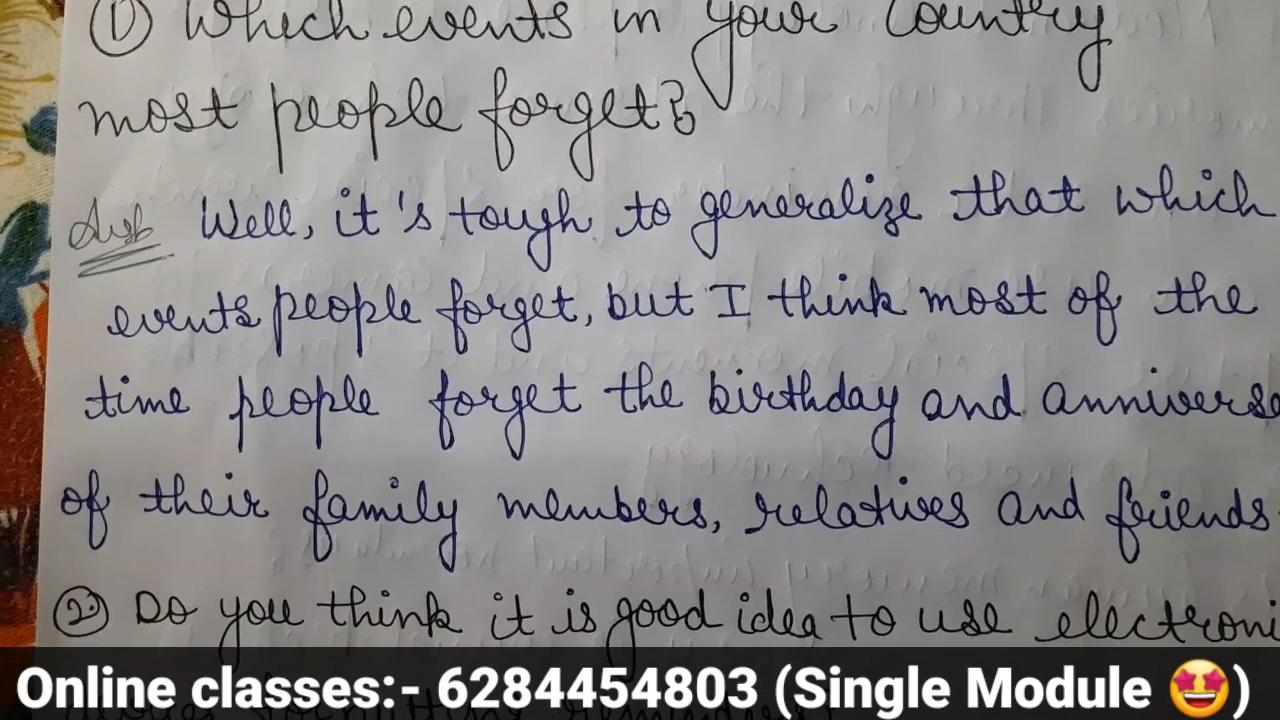 ① Which events in your country
most people forget?
Ans Well, it's tough to generalize that which
events people forget, but I think most of the
time people forget the birthday and annivers
of their family members, relatives and friends.
②. Do you think it is good idea to use electroni
Online classes:- 6284454803 (Single Module 🤩)